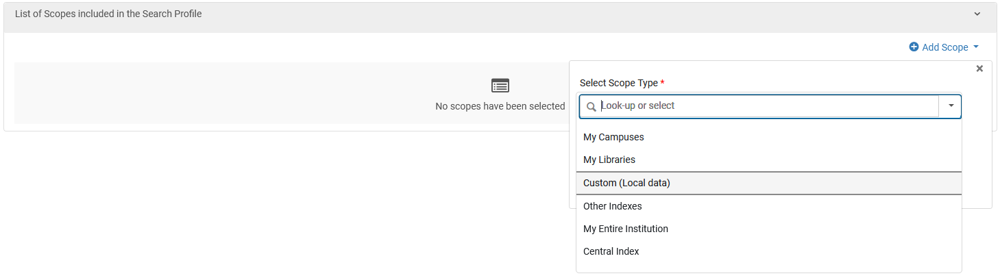 List of Scopes included in the Search Profile
Add Scope
No scopes have been selected
Select Scope Type *
Look-up or select
My Campuses
My Libraries
Custom (Local data)
Other Indexes
My Entire Institution
Central Index